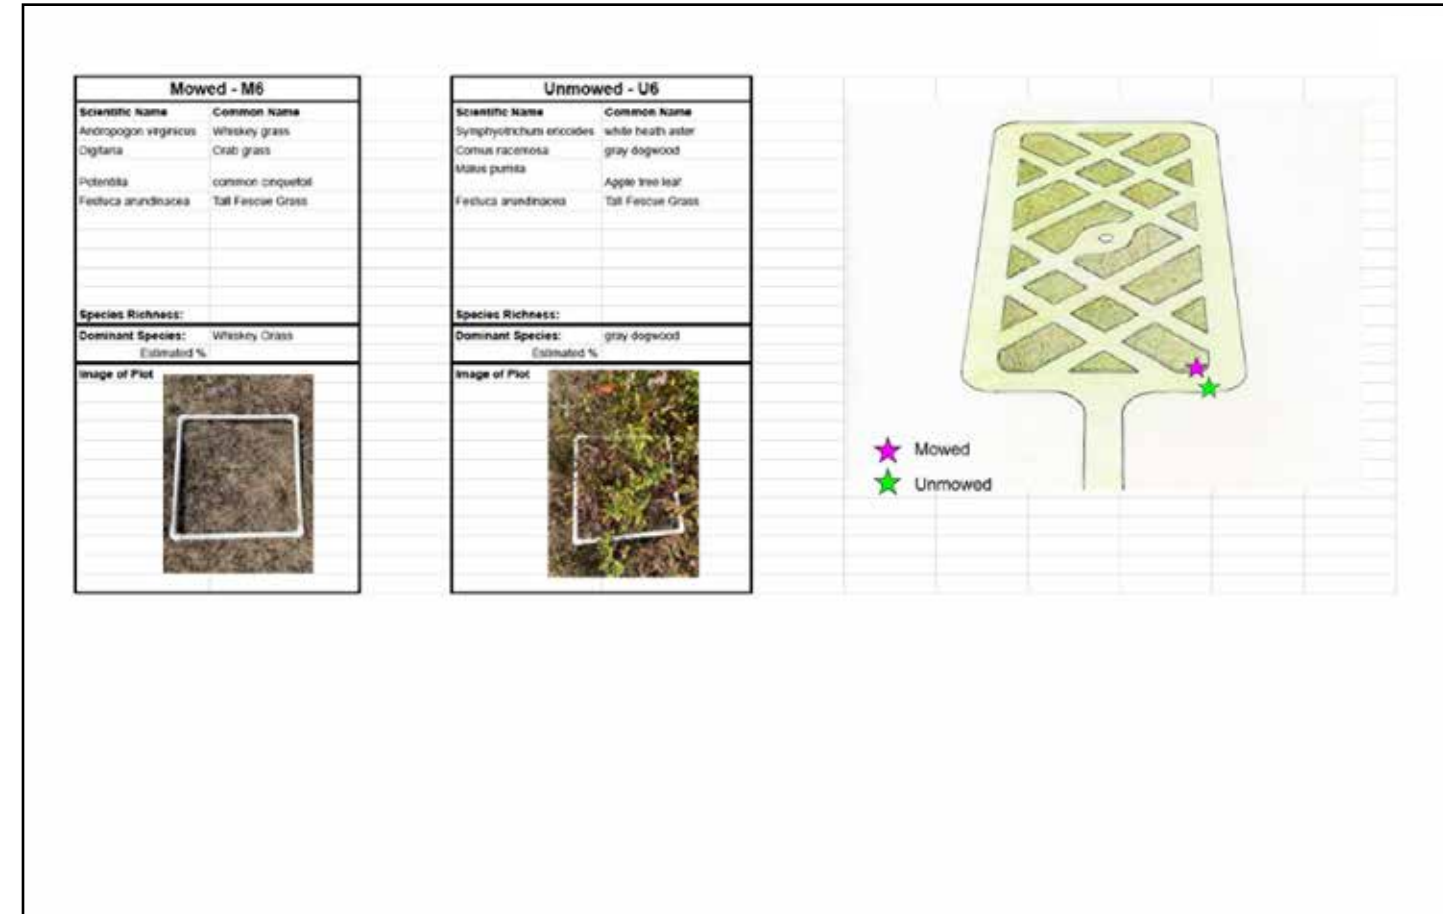 Mowed - M6
Scientific Name Common Name
Andropogon virginicus Whiskey grass
Digitaria Crab grass
Potentilla common cinquefoil
Festuca arundinacea Tall Fescue Grass
Species Richness:
Dominant Species: Whiskey Grass
Estimated %
Image of Plot
Unmowed - U6
Scientific Name Common Name
Symphyotrichum ericoides white heath aster
Cornus racemosa gray dogwood
Malus pumila
Apple tree leaf
Festuca arundinacea Tall Fescue Grass
Species Richness:
Dominant Species: gray dogwood
Estimated %
Image of Plot
Mowed
Unmowed